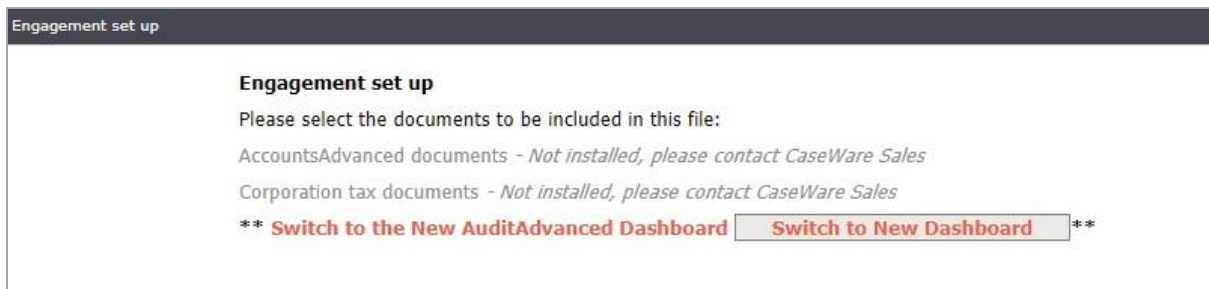 Engagement set up
Engagement set up
Please select the documents to be included in this file:
AccountsAdvanced documents - Not installed, please contact CaseWare Sales
Corporation tax documents - Not installed, please contact CaseWare Sales
** Switch to the New AuditAdvanced Dashboard Switch to New Dashboard **